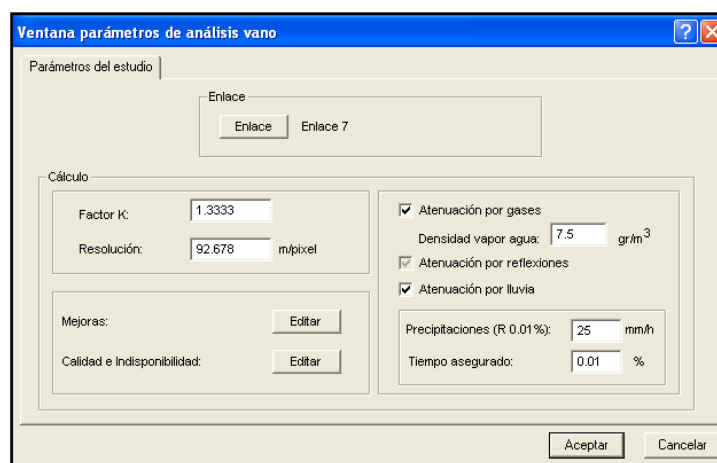 Ventana parámetros de análisis vano
Parámetros del estudio
Enlace
Enlace Enlace 7
Cálculo
Factor K: 1.3333
Resolución: 92.678 m/pixel
Mejoras: Editar
Calidad e Indisponibilidad: Editar
Atenuación por gases
Densidad vapor agua: 7.5 gr/m³
Atenuación por reflexiones
Atenuación por lluvia
Precipitaciones (R 0.01%): 25 mm/h
Tiempo asegurado: 0.01 %
Aceptar Cancelar